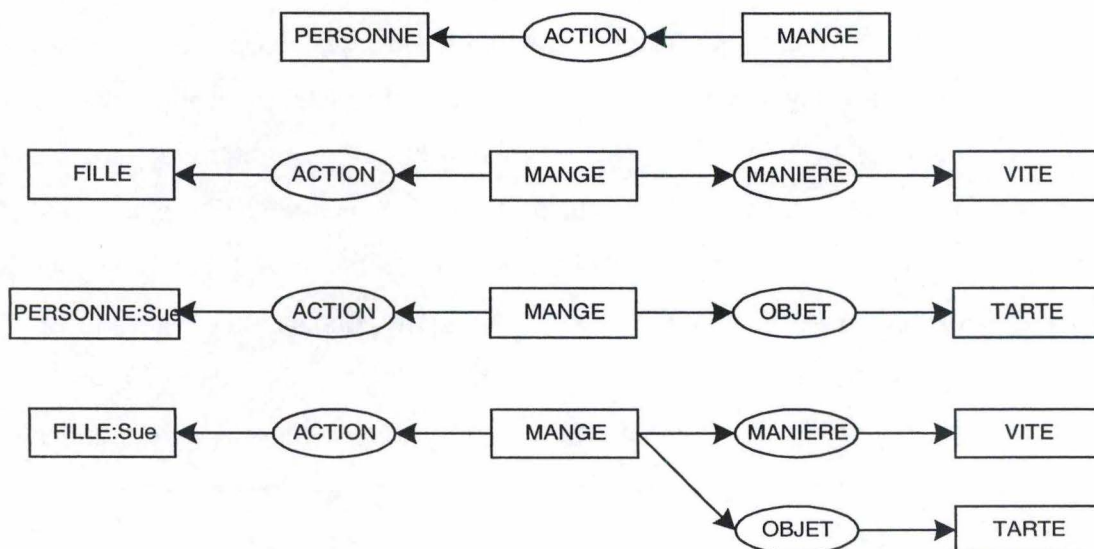 PERSONNE ACTION MANGE
FILLE ACTION MANGE MANIERE VITE
PERSONNE:Sue ACTION MANGE OBJET TARTE
FILLE:Sue ACTION MANGE MANIERE VITE
OBJET TARTE